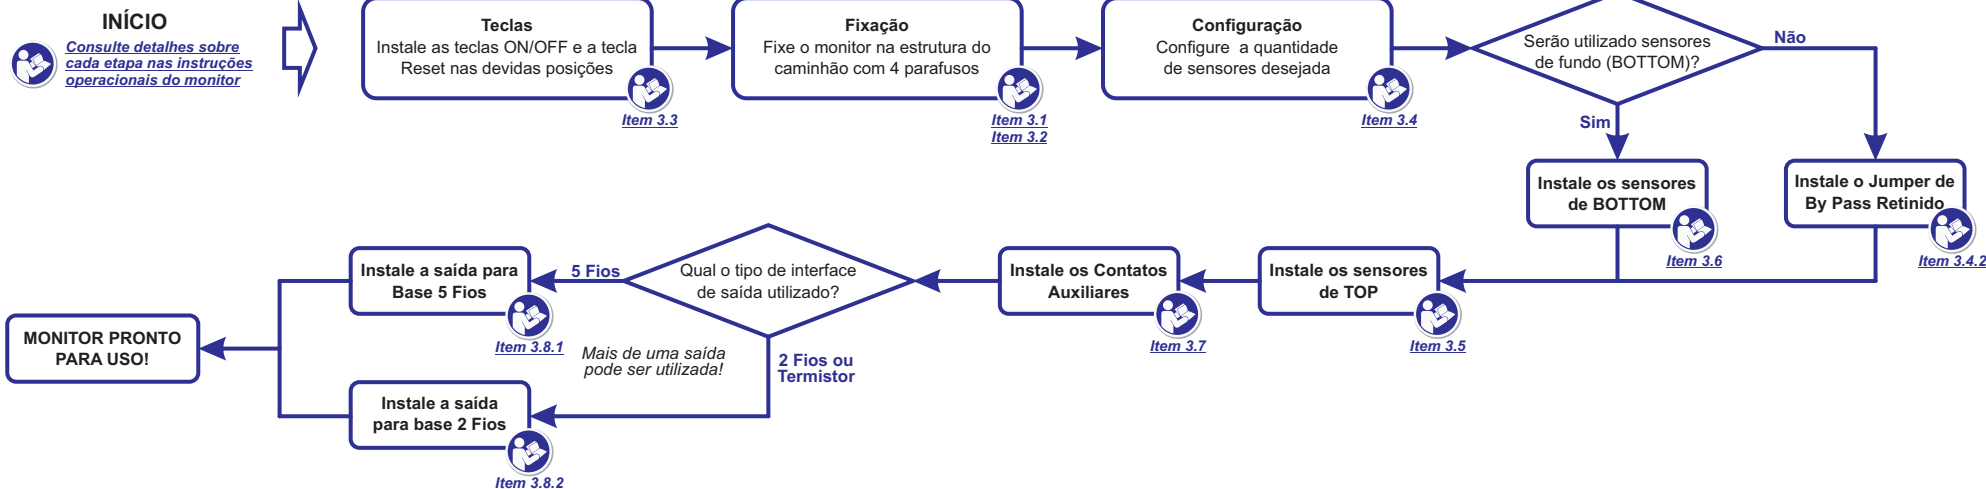 INÍCIO
Consulte detalhes sobre
cada etapa nas instruções
operacionais do monitor
Teclas
Instale as teclas ON/OFF e a tecla
Reset nas devidas posições
Item 3.3
Fixação
Fixe o monitor na estrutura do
caminhão com 4 parafusos
Item 3.1
Item 3.2
Configuração
Configure a quantidade
de sensores desejada
Item 3.4
Serão utilizado sensores
de fundo (BOTTOM)?
Não
Sim
Instale os sensores
de BOTTOM
Item 3.6
Instale o Jumper de
By Pass Retinido
Item 3.4.2
Instale os sensores
de TOP
Item 3.5
Instale os Contatos
Auxiliares
Item 3.7
Qual o tipo de interface
de saída utilizado?
5 Fios
2 Fios ou
Termistor
Mais de uma saída
pode ser utilizada!
Instale a saída para
Base 5 Fios
Item 3.8.1
Instale a saída
para base 2 Fios
Item 3.8.2
MONITOR PRONTO
PARA USO!